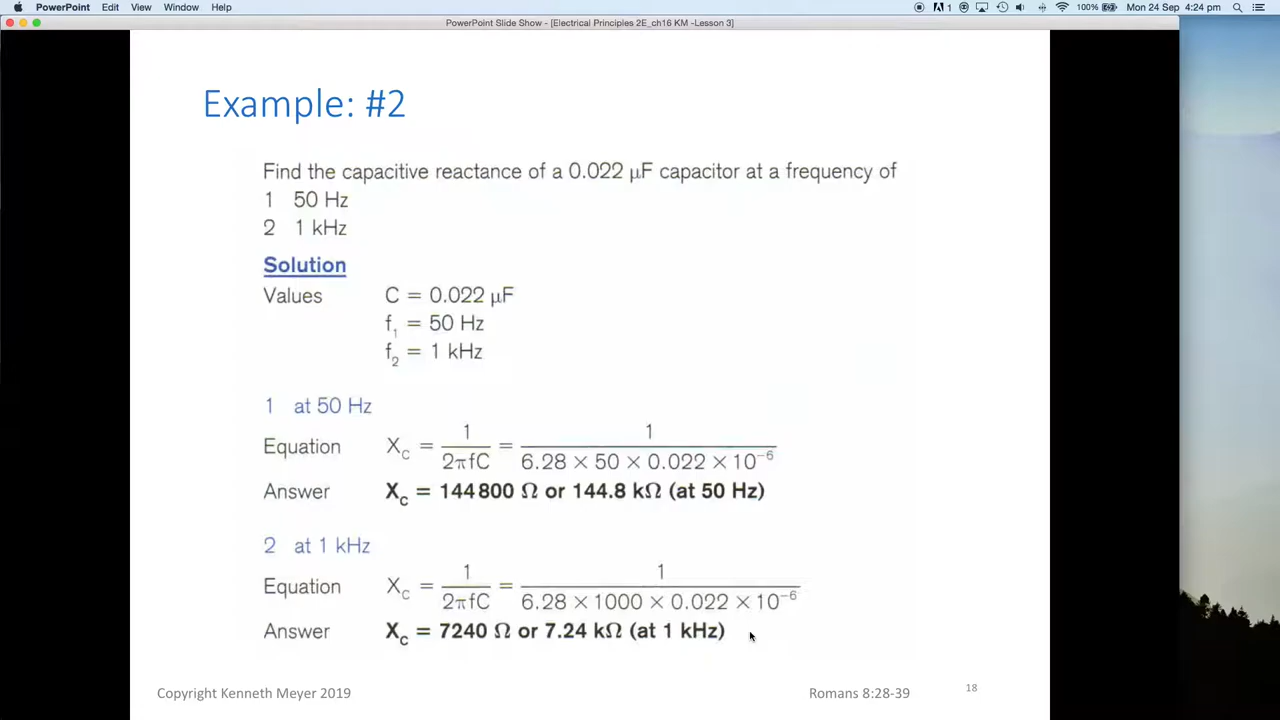 PowerPoint Edit View Window Help 1 100% Mon 24 Sep 4:24 pm
PowerPoint Slide Show - [Electrical Principles 2E_ch16 KM -Lesson 3]
Example: #2
Find the capacitive reactance of a 0.022 µF capacitor at a frequency of
1 50 Hz
2 1 kHz
Solution
Values C = 0.022 µF
f₁ = 50 Hz
f₂ = 1 kHz
1 at 50 Hz
Equation X_C = 1/(2πfC) = 1/(6.28 × 50 × 0.022 × 10⁻⁶)
Answer X_C = 144 800 Ω or 144.8 kΩ (at 50 Hz)
2 at 1 kHz
Equation X_C = 1/(2πfC) = 1/(6.28 × 1000 × 0.022 × 10⁻⁶)
Answer X_C = 7240 Ω or 7.24 kΩ (at 1 kHz)
Copyright Kenneth Meyer 2019 Romans 8:28-39 18